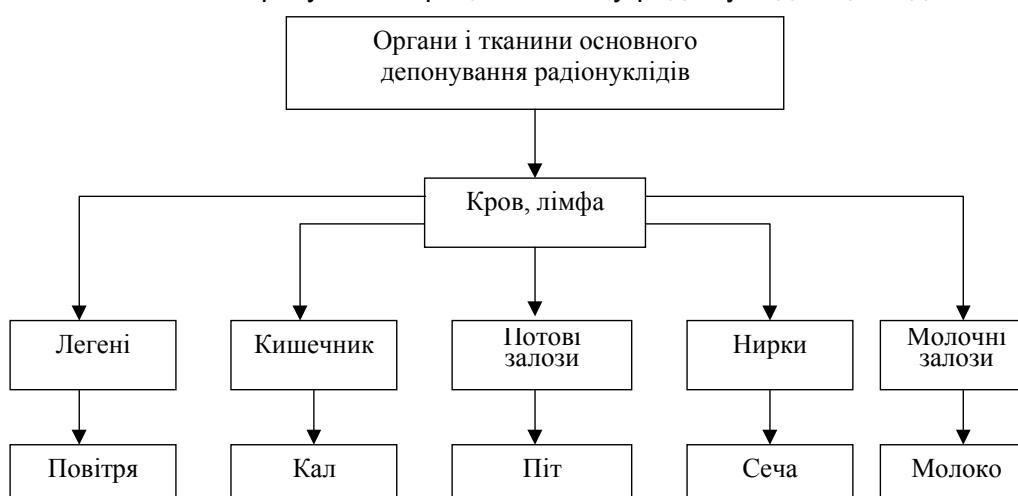 Органи і тканини основного
депонування радіонуклідів
Кров, лімфа
Легені
Кишечник
Потові
залози
Нирки
Молочні
залози
Повітря
Кал
Піт
Сеча
Молоко